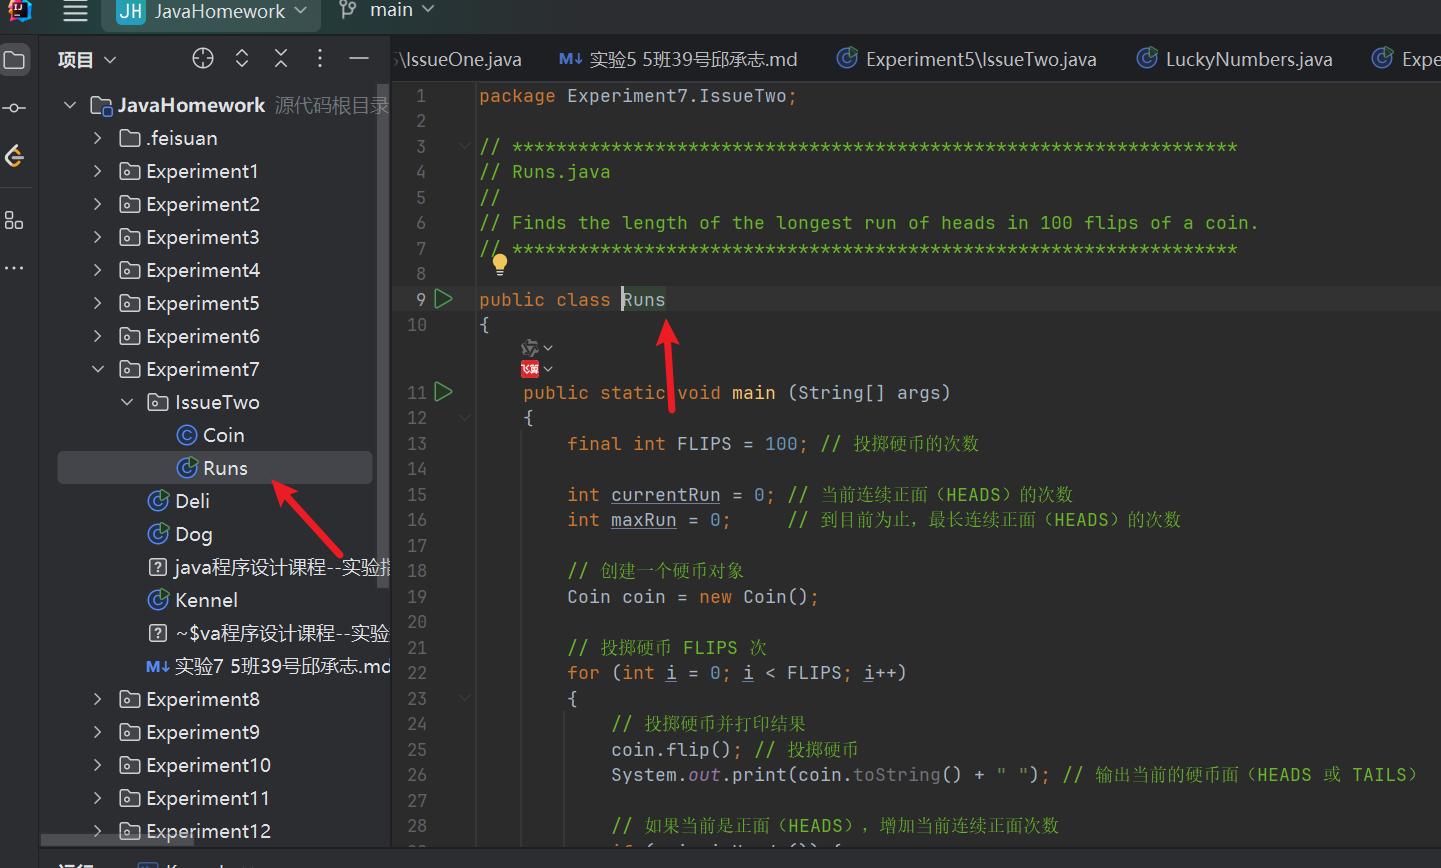 JH JavaHomework main
项目
JavaHomework 源代码根目录
.feisuan
Experiment1
Experiment2
Experiment3
Experiment4
Experiment5
Experiment6
Experiment7
IssueTwo
Coin
Runs
Deli
Dog
java程序设计课程--实验指
Kennel
~$va程序设计课程--实验
M↓ 实验7 5班39号邱承志.md
Experiment8
Experiment9
Experiment10
Experiment11
Experiment12
\IssueOne.java M↓ 实验5 5班39号邱承志.md Experiment5\IssueTwo.java LuckyNumbers.java Expe
1 package Experiment7.IssueTwo;
2
3 // ******************************************************************
4 // Runs.java
5 //
6 // Finds the length of the longest run of heads in 100 flips of a coin.
7 // ******************************************************************
8
9 public class Runs
10 {
飞算
11 public static void main (String[] args)
12 {
13 final int FLIPS = 100; // 投掷硬币的次数
14
15 int currentRun = 0; // 当前连续正面（HEADS）的次数
16 int maxRun = 0; // 到目前为止，最长连续正面（HEADS）的次数
17
18 // 创建一个硬币对象
19 Coin coin = new Coin();
20
21 // 投掷硬币 FLIPS 次
22 for (int i = 0; i < FLIPS; i++)
23 {
24 // 投掷硬币并打印结果
25 coin.flip(); // 投掷硬币
26 System.out.print(coin.toString() + " "); // 输出当前的硬币面（HEADS 或 TAILS）
27
28 // 如果当前是正面（HEADS），增加当前连续正面次数